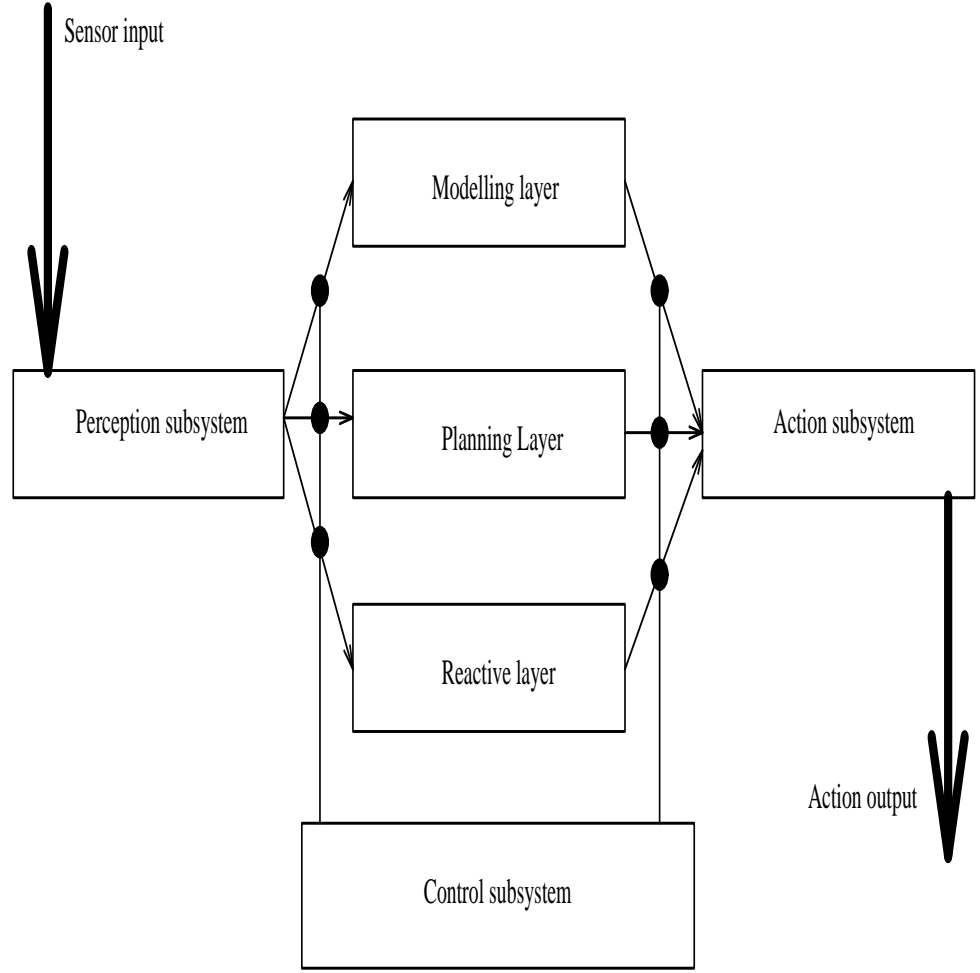 Sensor input
Modelling layer
Perception subsystem
Planning Layer
Action subsystem
Reactive layer
Action output
Control subsystem